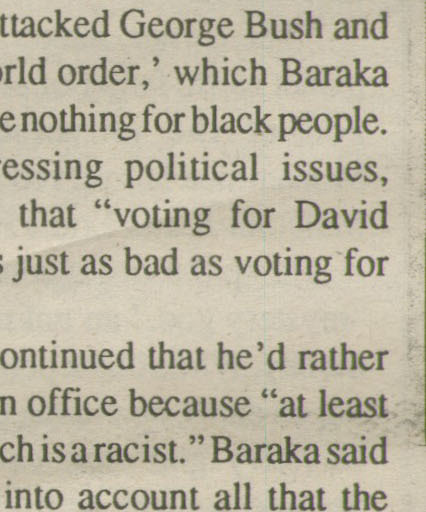 ttacked George Bush and
rld order,' which Baraka
e nothing for black people.
essing political issues,
that “voting for David
s just as bad as voting for
ontinued that he'd rather
n office because “at least
ch is a racist.” Baraka said
into account all that the